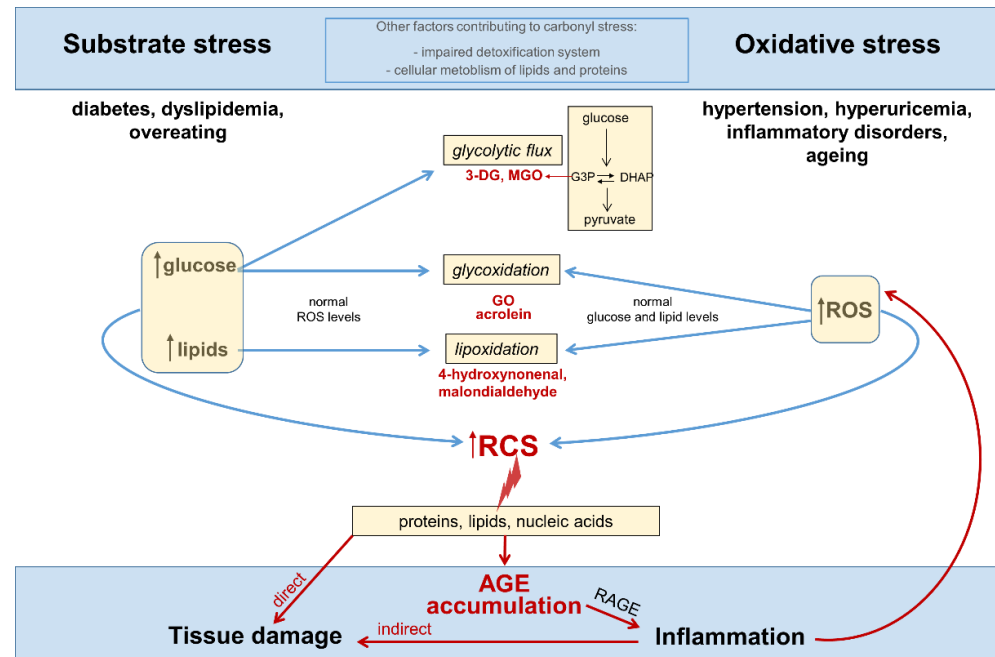 Substrate stress
Other factors contributing to carbonyl stress:
- impaired detoxification system
- cellular metoblism of lipids and proteins
Oxidative stress
diabetes, dyslipidemia,
overeating
hypertension, hyperuricemia,
inflammatory disorders,
ageing
glycolytic flux
3-DG, MGO
glucose
G3P
DHAP
pyruvate
↑glucose
↑lipids
normal
ROS levels
glycoxidation
GO
acrolein
normal
glucose and lipid levels
lipoxidation
4-hydroxynonenal,
malondialdehyde
↑ROS
↑RCS
proteins, lipids, nucleic acids
direct
AGE
accumulation
RAGE
Tissue damage
indirect
Inflammation